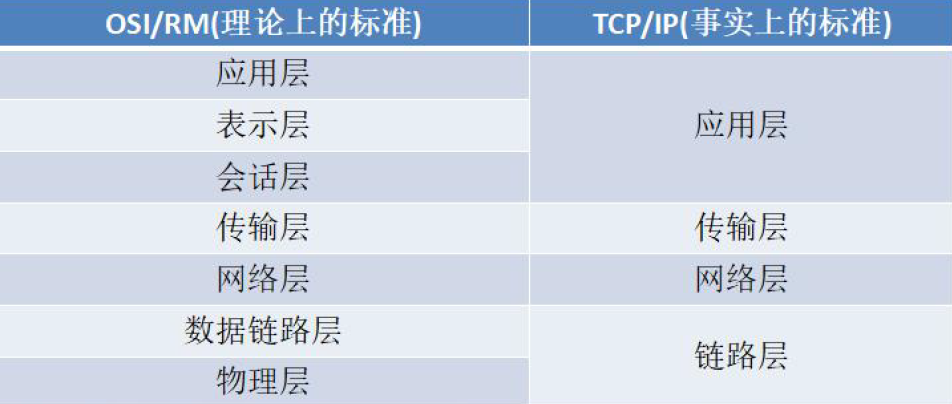 OSI/RM(理论上的标准) TCP/IP(事实上的标准)
应用层
表示层 应用层
会话层
传输层 传输层
网络层 网络层
数据链路层
链路层
物理层